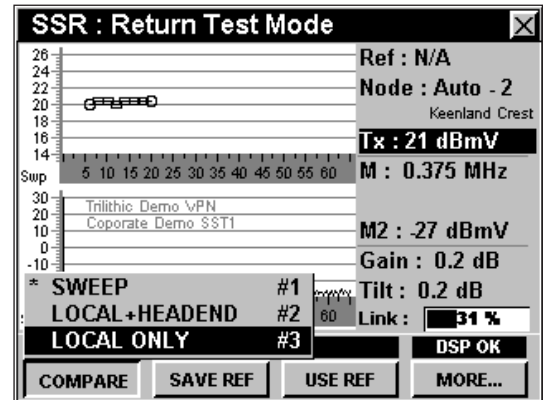 SSR : Return Test Mode
26
24
22
20
18
16
14
Swp 5 10 15 20 25 30 35 40 45 50 55 60
Ref : N/A
Node : Auto - 2
Keenland Crest
Tx : 21 dBmV
M : 0.375 MHz
30
20
10
0
-10
Trilithic Demo VPN
Coporate Demo SST1
M2 : -27 dBmV
Gain : 0.2 dB
Tilt : 0.2 dB
Link : 31 %
* SWEEP #1
LOCAL+HEADEND #2
LOCAL ONLY #3
60
DSP OK
COMPARE SAVE REF USE REF MORE...